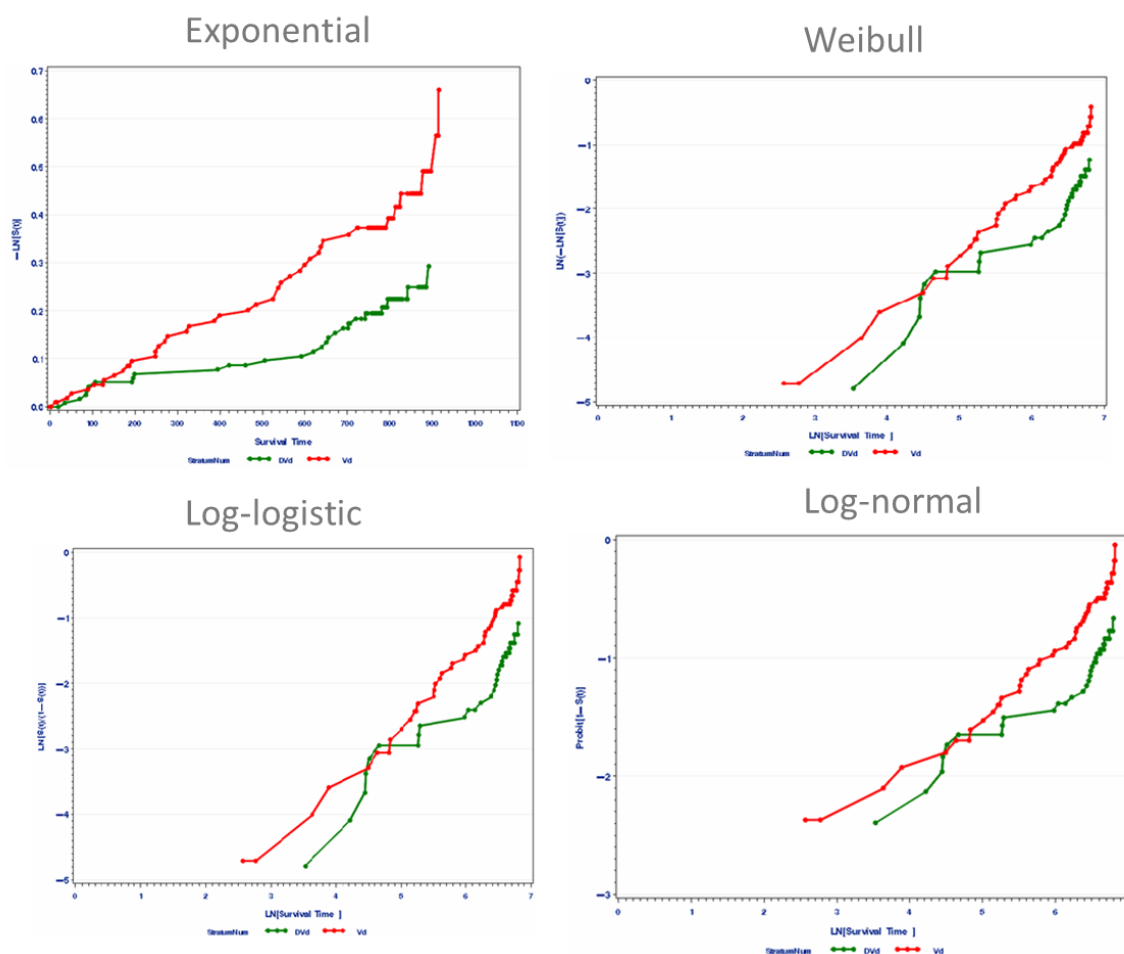 Exponential
0.7
0.6
0.5
0.4
0.3
0.2
0.1
0.0
-LN[S(t)]
0 100 200 300 400 500 600 700 800 900 1000 1100
Survival Time
StratumNum DVd Vd
Weibull
0
-1
-2
-3
-4
-5
LN(-LN[S(t)])
0 1 2 3 4 5 6 7
LN[Survival Time ]
StratumNum DVd Vd
Log-logistic
0
-1
-2
-3
-4
-5
LN[S(t)/(1-S(t))]
0 1 2 3 4 5 6 7
LN[Survival Time ]
StratumNum DVd Vd
Log-normal
0
-1
-2
-3
Probit[1-S(t)]
0 1 2 3 4 5 6
LN[Survival Time ]
StratumNum DVd Vd